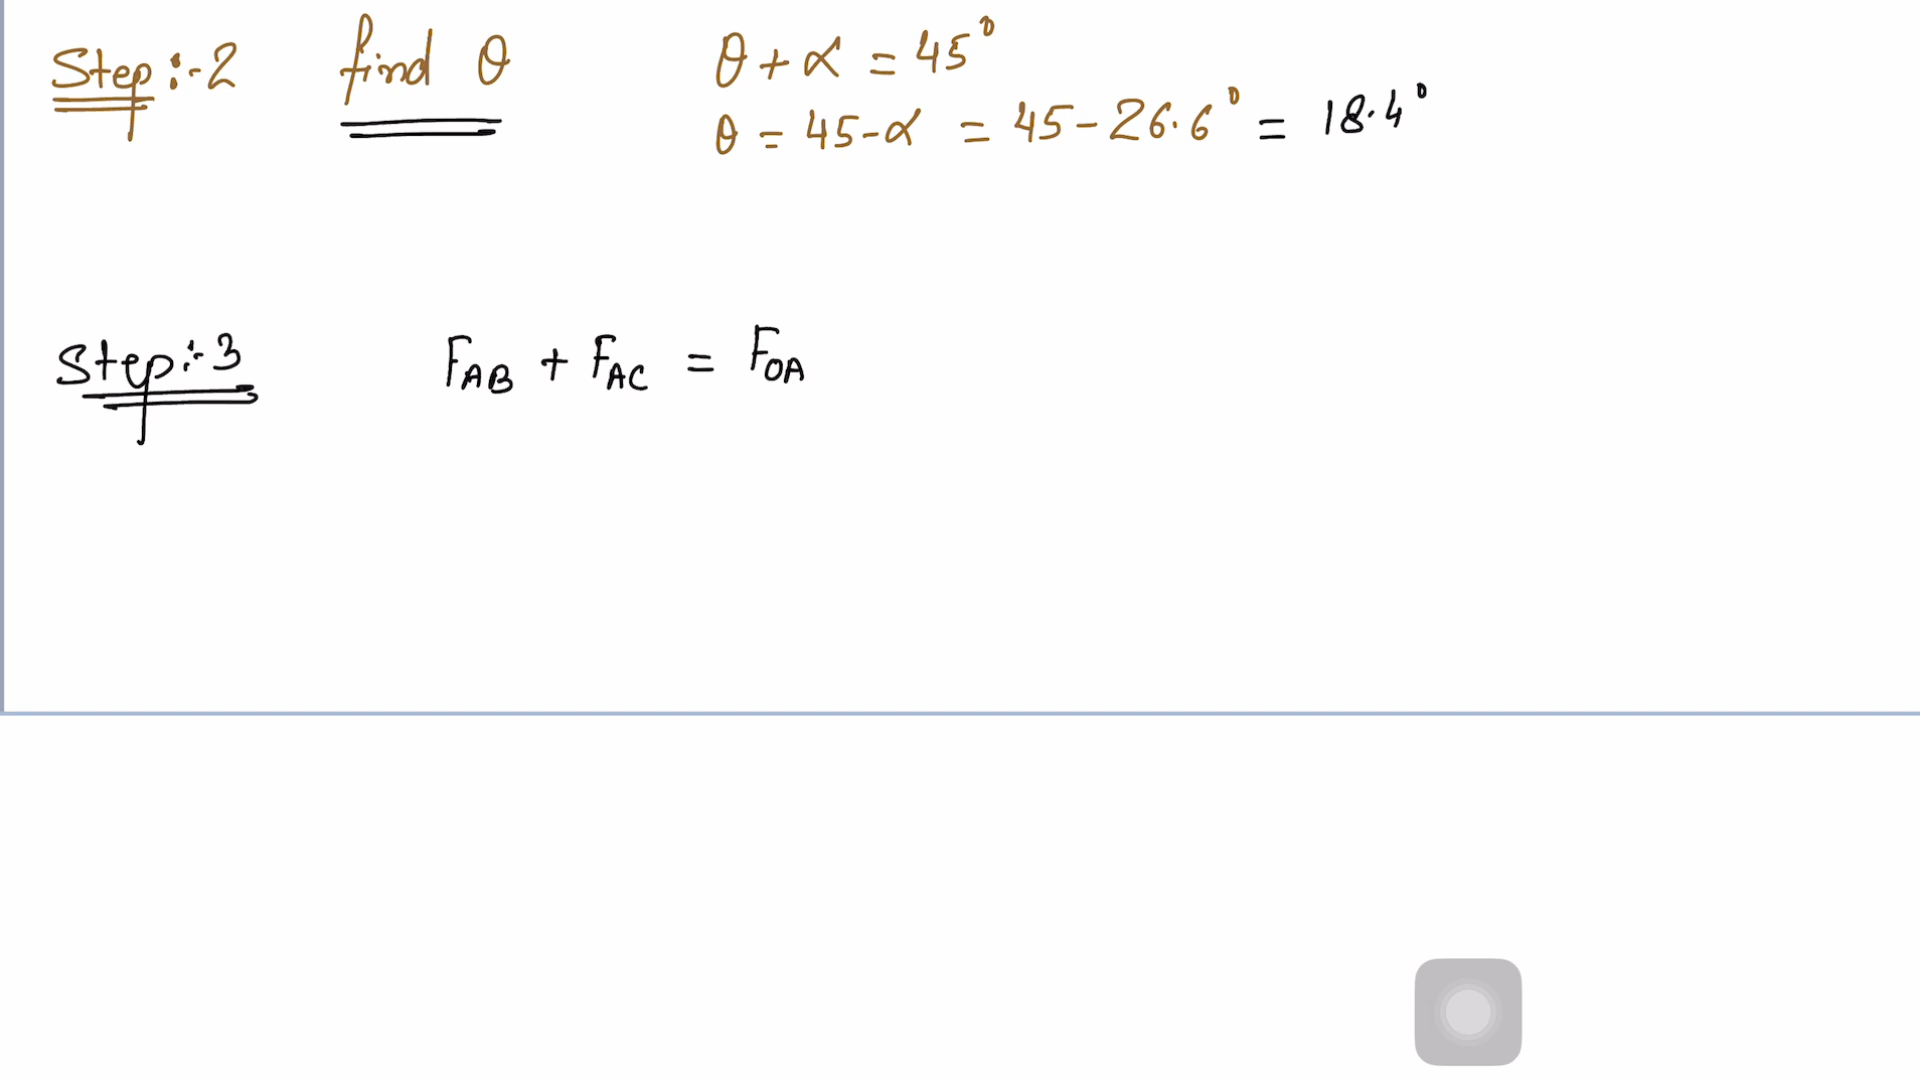 Step:-2 find θ θ + α = 45°
θ = 45-α = 45-26.6° = 18.4°
Step:-3 FAB + FAC = FOA